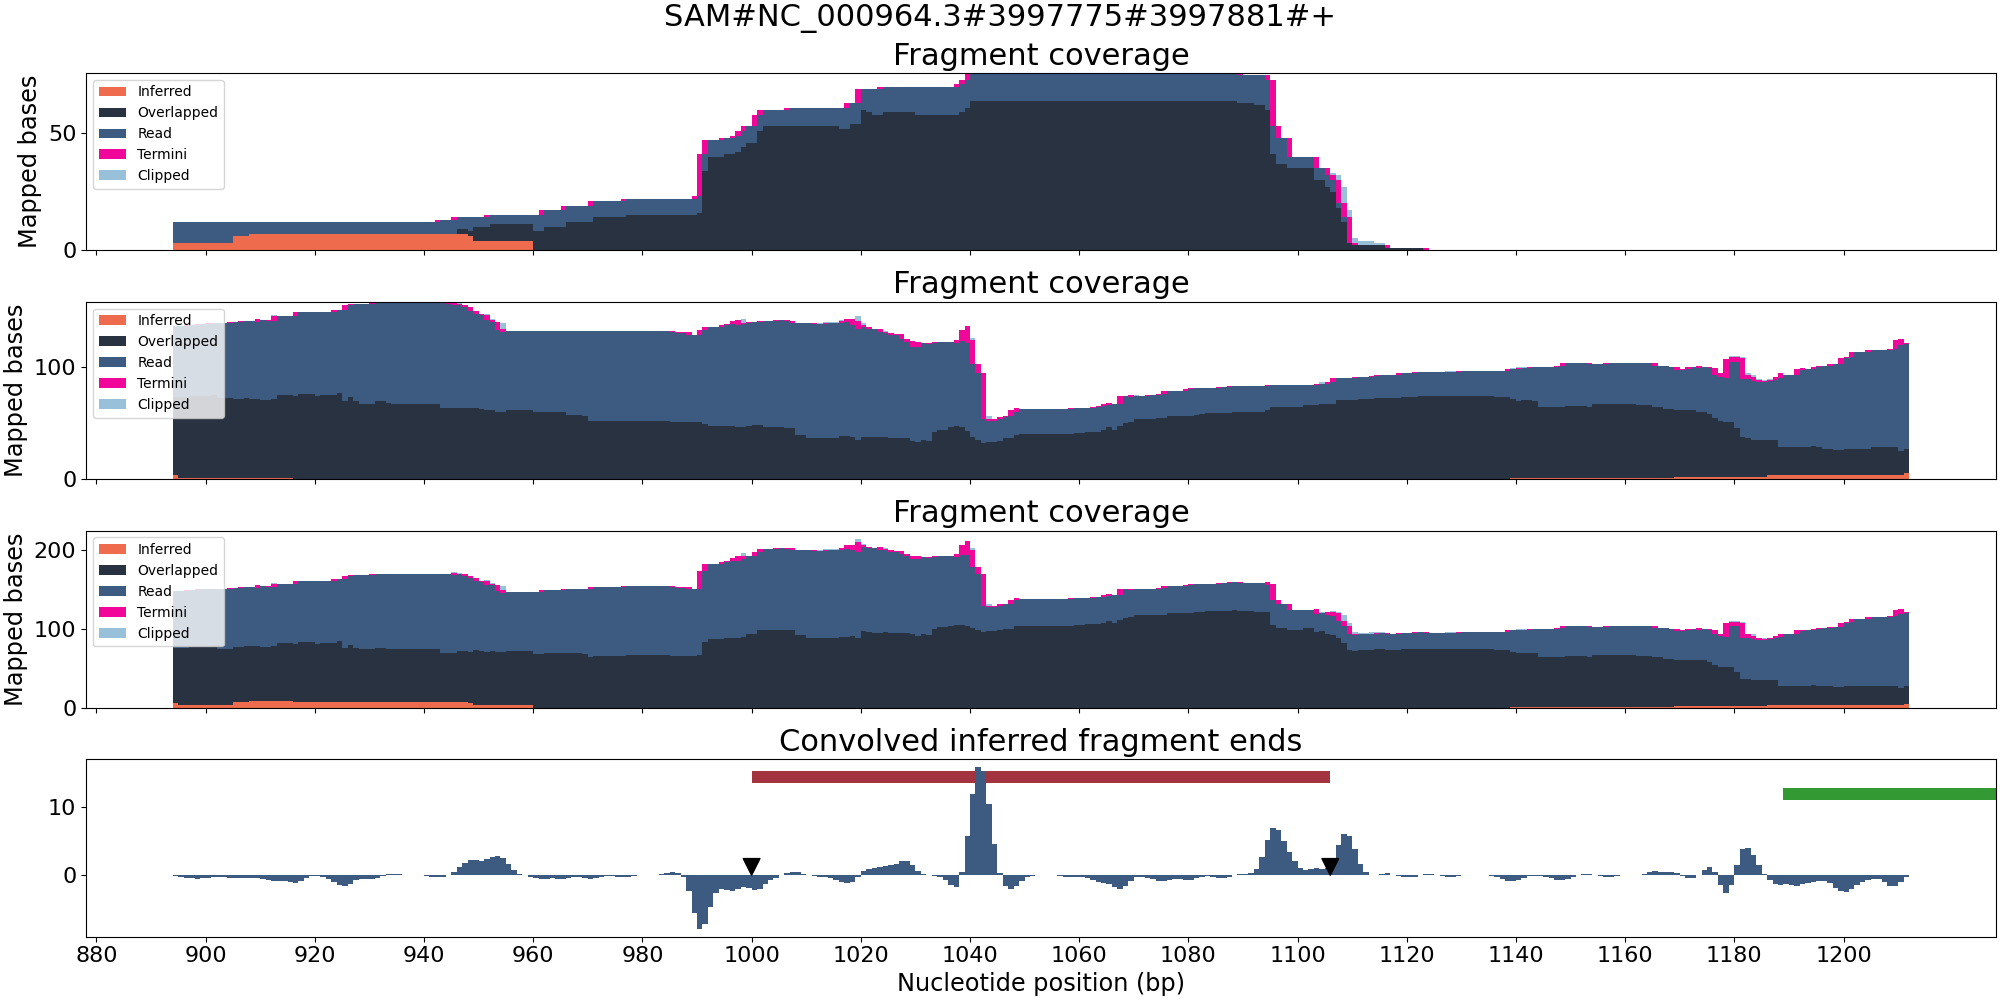 SAM#NC_000964.3#3997775#3997881#+
Fragment coverage
Mapped bases
50
0
Inferred
Overlapped
Read
Termini
Clipped
Fragment coverage
Mapped bases
100
0
Inferred
Overlapped
Read
Termini
Clipped
Fragment coverage
Mapped bases
200
100
0
Inferred
Overlapped
Read
Termini
Clipped
Convolved inferred fragment ends
10
0
880 900 920 940 960 980 1000 1020 1040 1060 1080 1100 1120 1140 1160 1180 1200
Nucleotide position (bp)